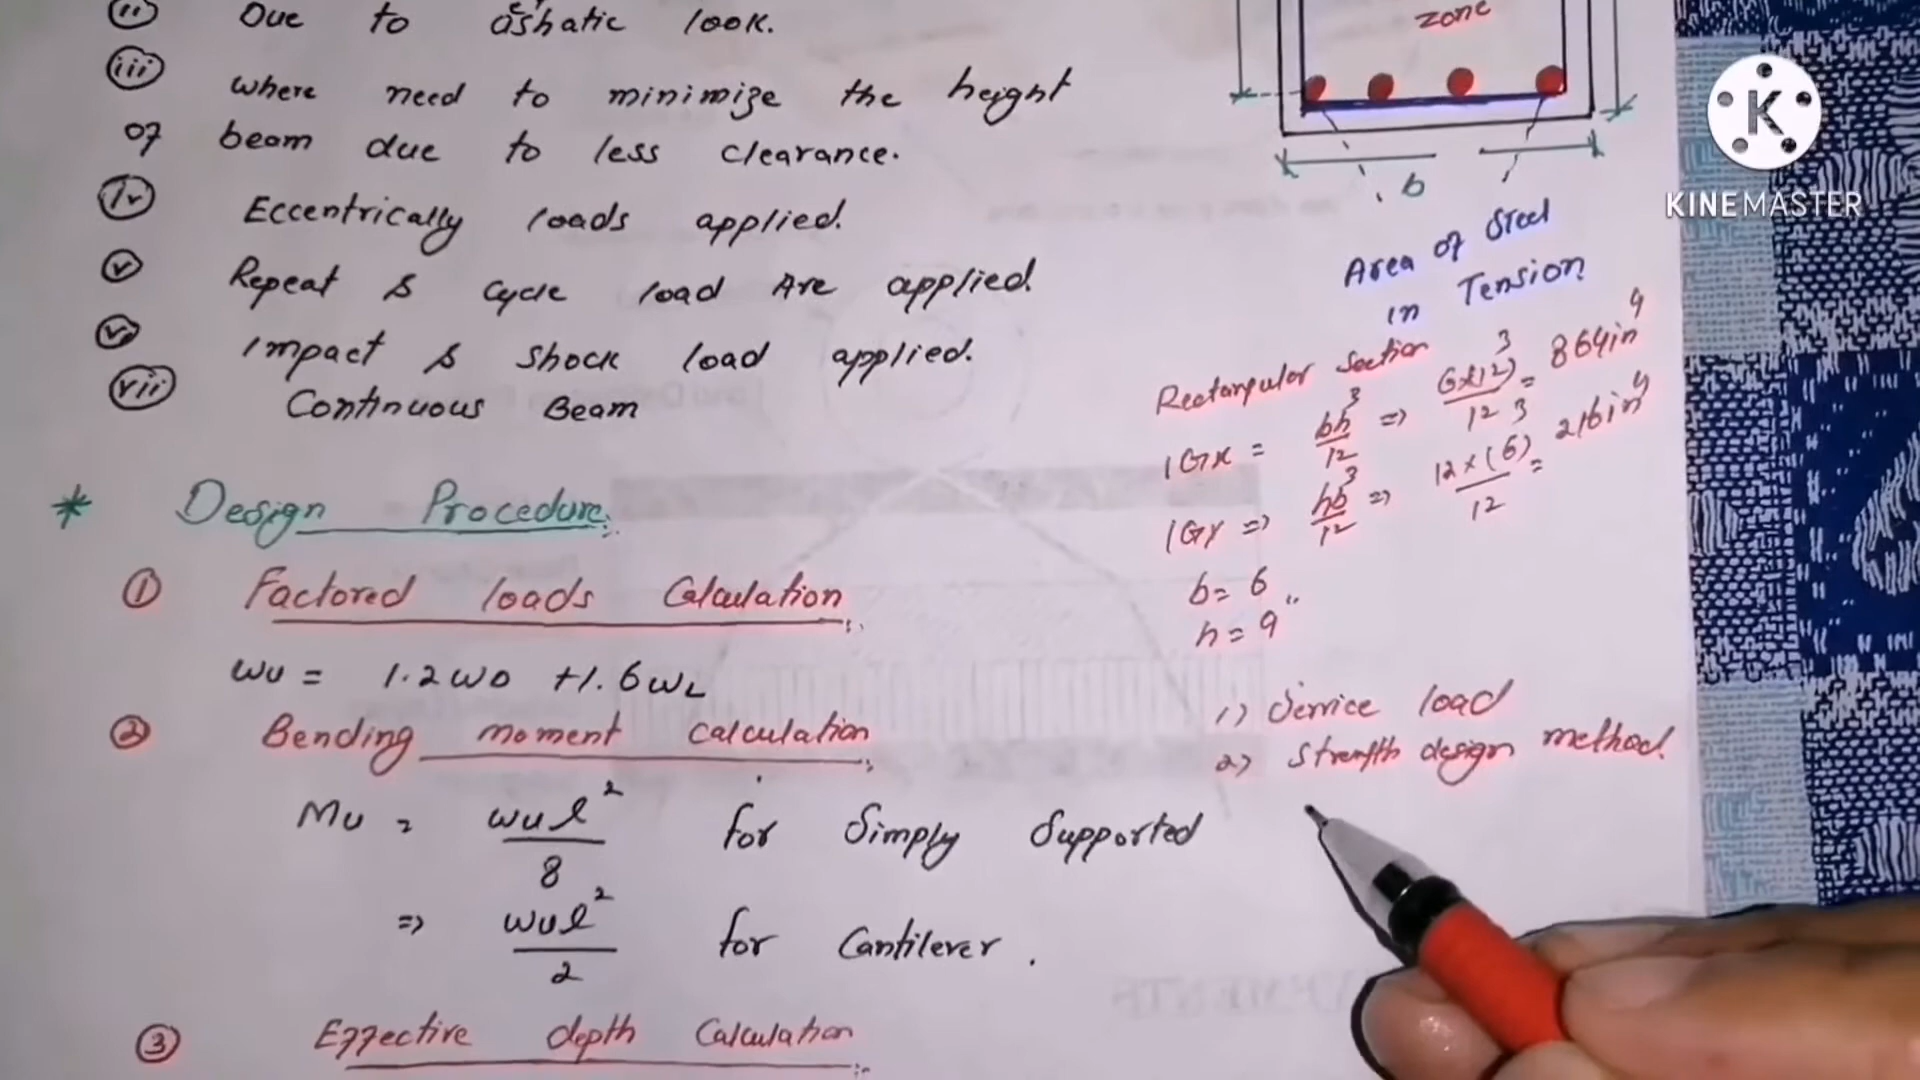 (ii) Due to ashatic look.
(iii) where need to minimize the height
of beam due to less clearance.
(iv) Eccentrically loads applied.
(v) Repeat & Cycle load Are applied.
Impact & Shock load applied.
(vii) Continuous Beam
* Design Procedure
① Factored loads Calculation
wu = 1.2wD +1.6wL
② Bending moment calculation
Mu = wul²/8 for Simply Supported
=> wul²/2 for Cantilever.
③ Effective depth Calculation
zone
b
Area of Steel
in Tension
Rectangular Section
IGx = bh³/12 => 6x(12)³/12 = 864in⁴
IGy => hb³/12 => 12x(6)³/12 = 216in⁴
b= 6
h= 9"
1) Service load
2) Strength design method.
K
KINEMASTER